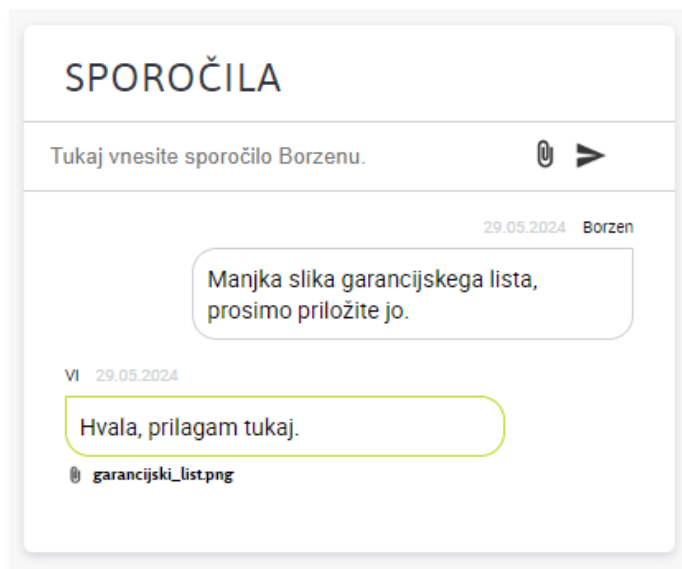 SPOROČILA
Tukaj vnesite sporočilo Borzenu.
29.05.2024 Borzen
Manjka slika garancijskega lista,
prosimo priložite jo.
VI 29.05.2024
Hvala, prilagam tukaj.
garancijski_list.png